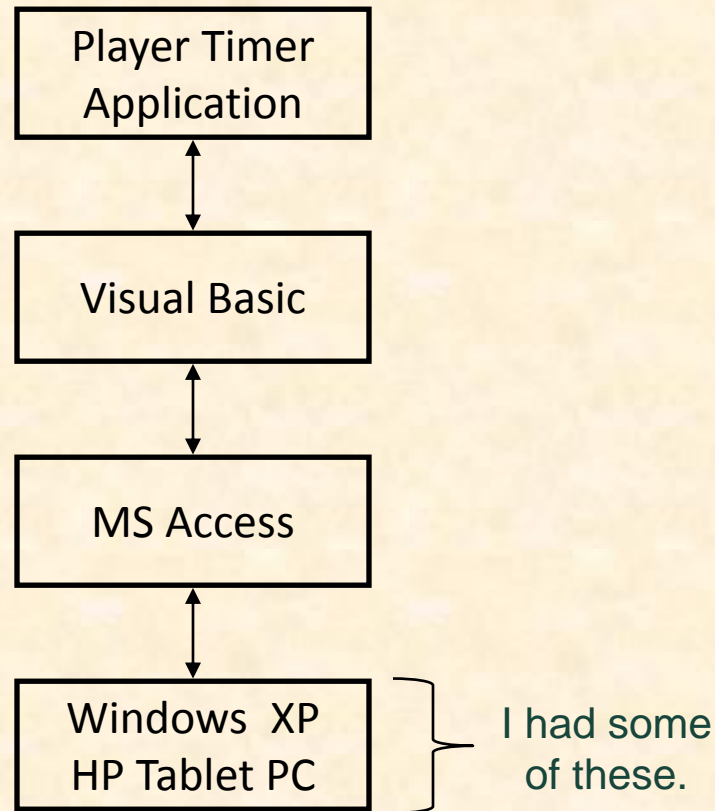 Player Timer
Application
Visual Basic
MS Access
Windows  XP
HP Tablet PC
I had some
of these.